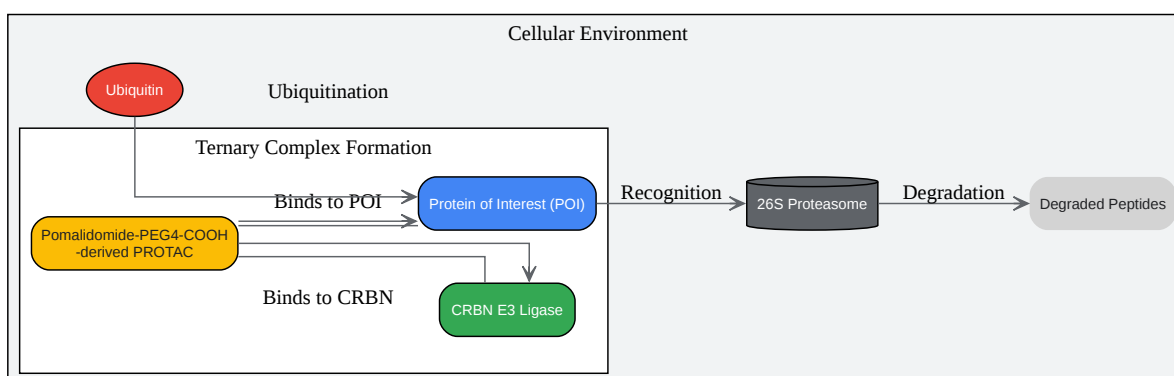 Cellular Environment
Ubiquitin
Ubiquitination
Ternary Complex Formation
Binds to POI
Protein of Interest (POI)
Recognition
26S Proteasome
Degradation
Degraded Peptides
Pomalidomide-PEG4-COOH
-derived PROTAC
Binds to CRBN
CRBN E3 Ligase